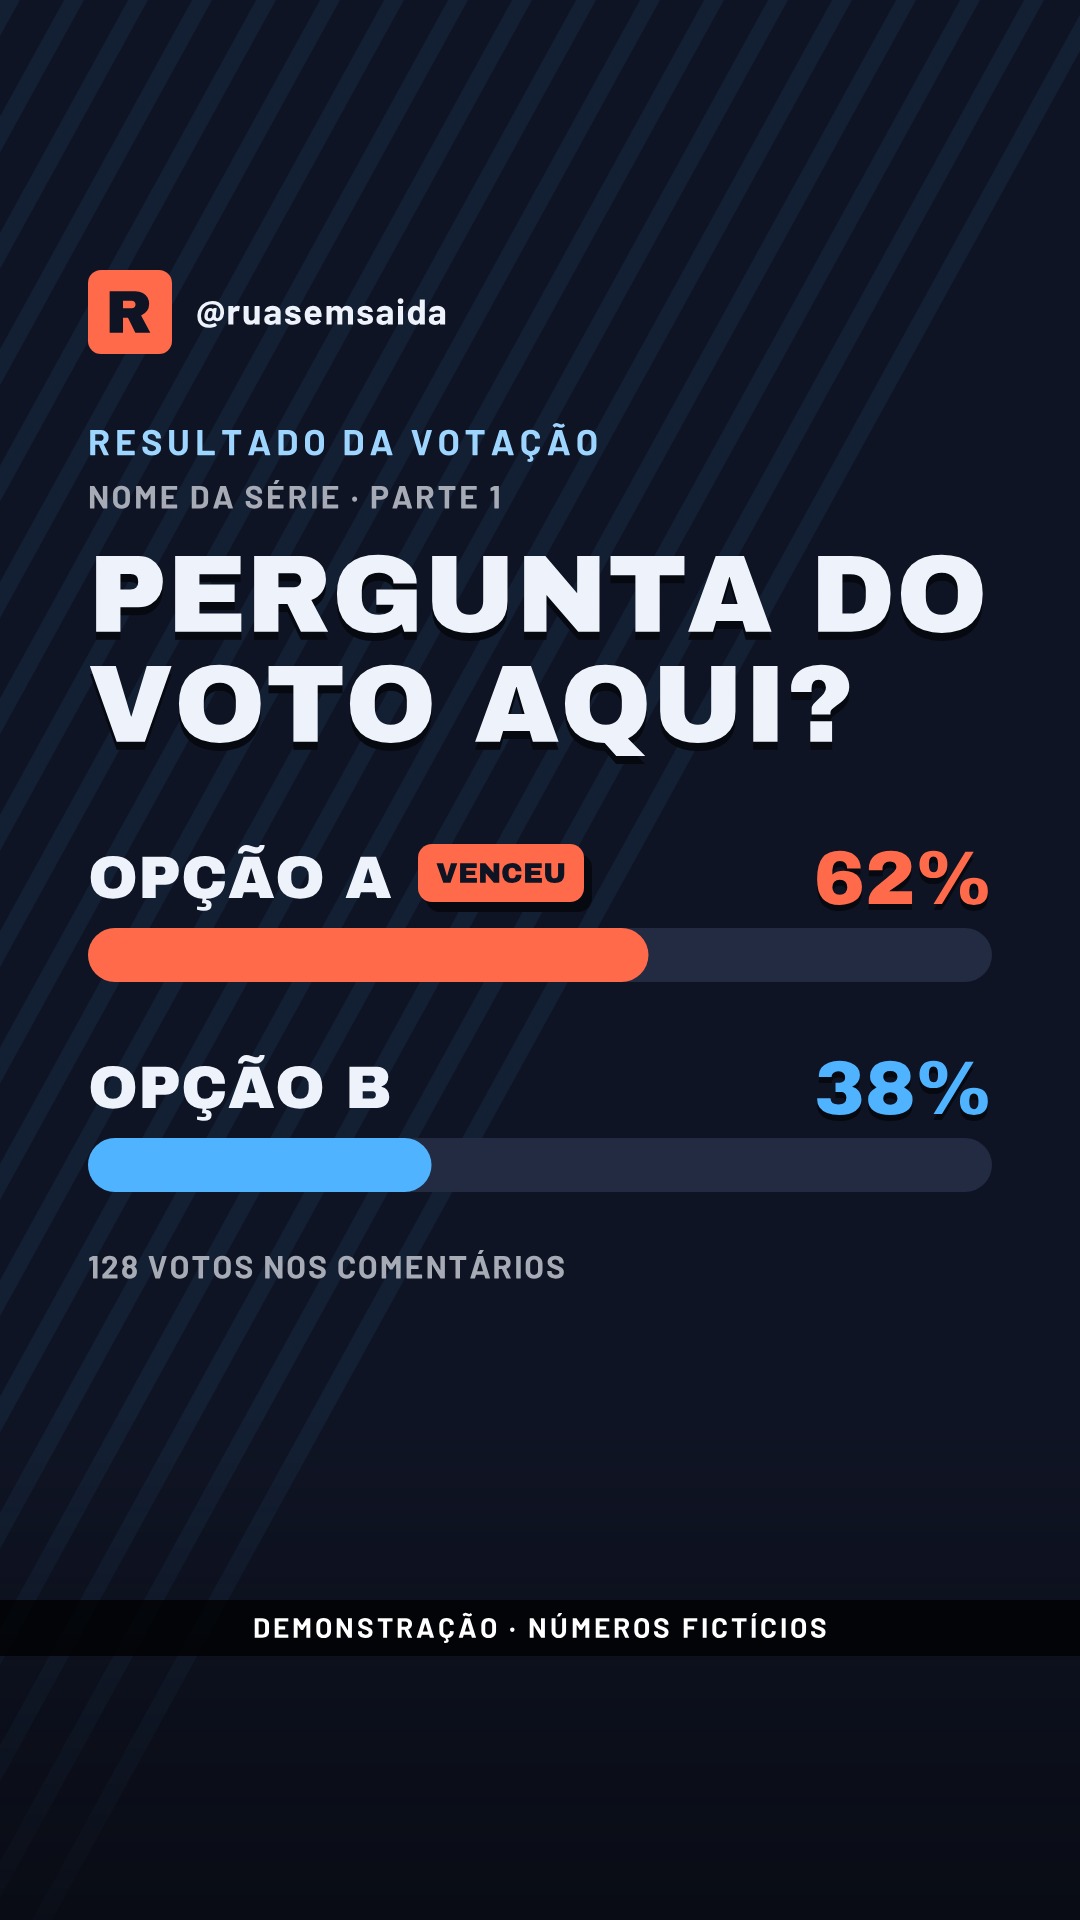 R
@ruasemsaida
RESULTADO DA VOTAÇÃO
NOME DA SÉRIE · PARTE 1
PERGUNTA DO
VOTO AQUI?
OPÇÃO A VENCEU 62%
OPÇÃO B 38%
128 VOTOS NOS COMENTÁRIOS
DEMONSTRAÇÃO · NÚMEROS FICTÍCIOS